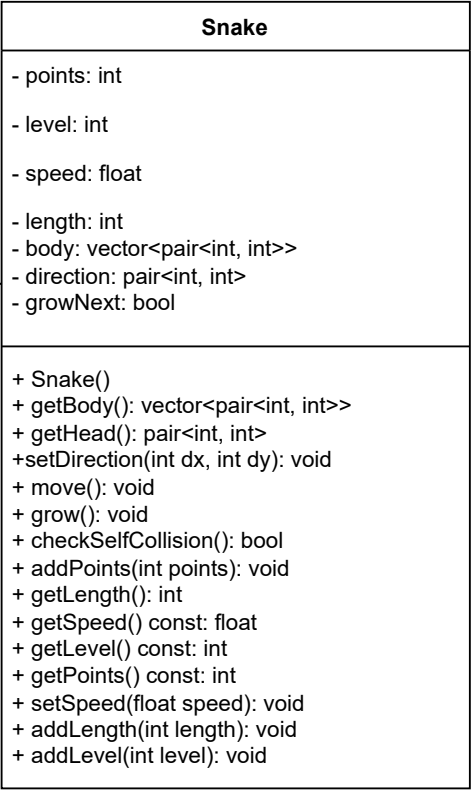 Snake
- points: int
- level: int
- speed: float
- length: int
- body: vector<pair<int, int>>
- direction: pair<int, int>
- growNext: bool
+ Snake()
+ getBody(): vector<pair<int, int>>
+ getHead(): pair<int, int>
+setDirection(int dx, int dy): void
+ move(): void
+ grow(): void
+ checkSelfCollision(): bool
+ addPoints(int points): void
+ getLength(): int
+ getSpeed() const: float
+ getLevel() const: int
+ getPoints() const: int
+ setSpeed(float speed): void
+ addLength(int length): void
+ addLevel(int level): void